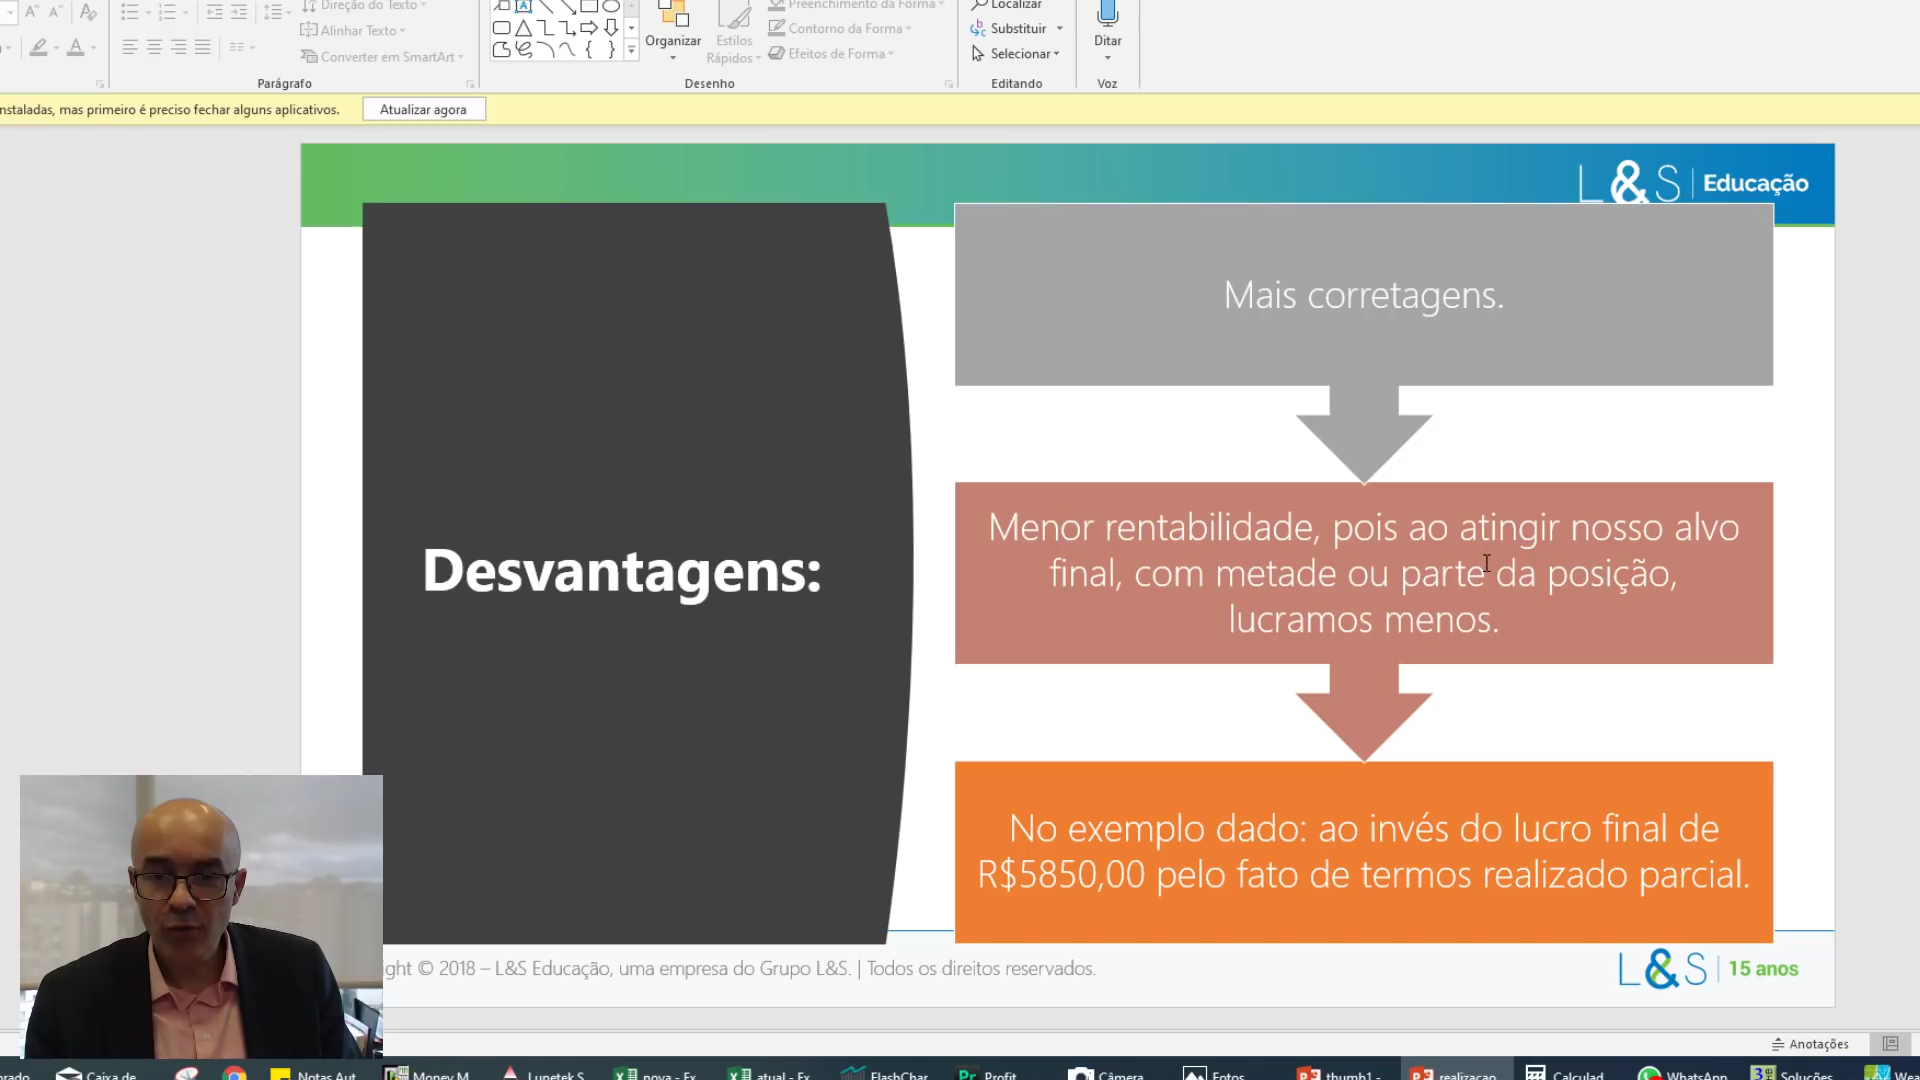 Direção do Texto
Alinhar Texto
Converter em SmartArt
Parágrafo
Organizar
Estilos
Rápidos
Preenchimento da Forma
Contorno da Forma
Efeitos de Forma
Desenho
Localizar
Substituir
Selecionar
Editando
Ditar
Voz
nstaladas, mas primeiro é preciso fechar alguns aplicativos.
Atualizar agora
L&S | Educação
Desvantagens:
Mais corretagens.
Menor rentabilidade, pois ao atingir nosso alvo
final, com metade ou parte da posição,
lucramos menos.
No exemplo dado: ao invés do lucro final de
R$5850,00 pelo fato de termos realizado parcial.
ight © 2018 – L&S Educação, uma empresa do Grupo L&S. | Todos os direitos reservados.
L&S | 15 anos
Anotações
orado
Caixa de
Notas Aut
Money M
Lunetek S
nova - Ex
atual - Ex
FlashChar
Profit
Câmera
Fotos
thumb1 -
realizacao
Calculad
WhatsApp
Soluções
Wea